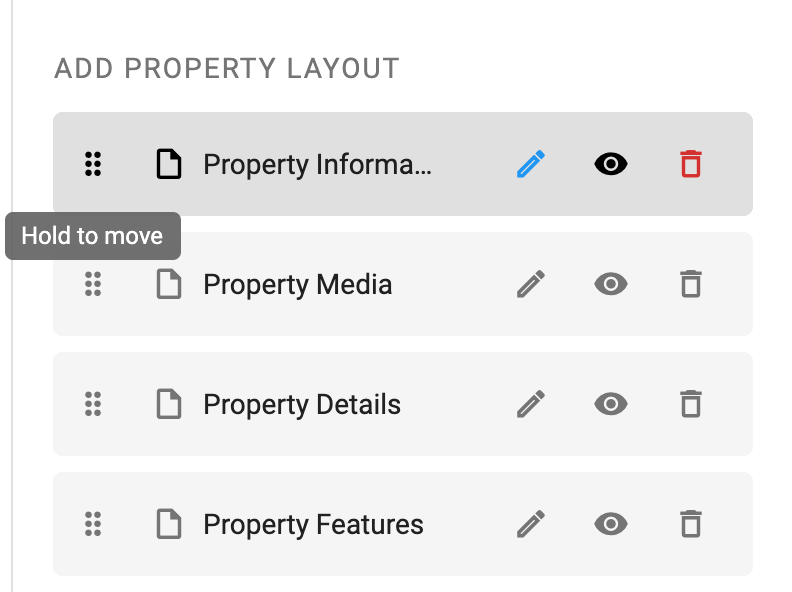 ADD PROPERTY LAYOUT
Property Informa...
Hold to move
Property Media
Property Details
Property Features